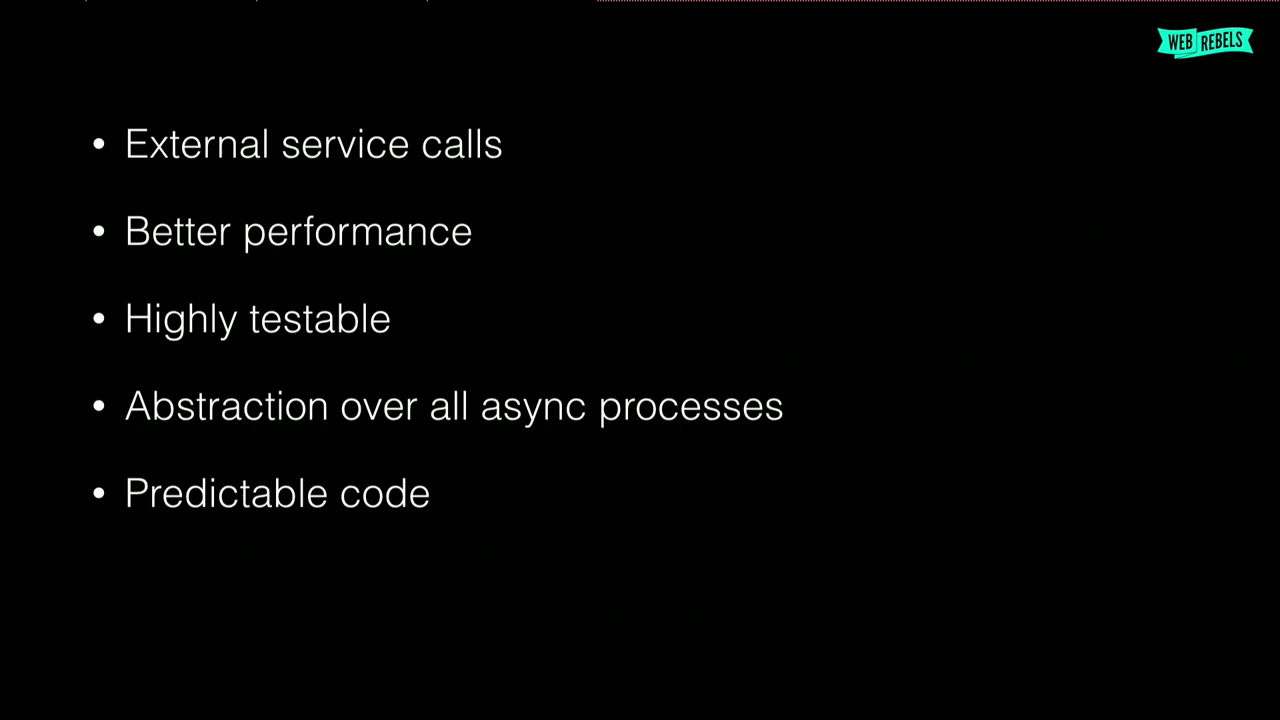 WEB REBELS
• External service calls
• Better performance
• Highly testable
• Abstraction over all async processes
• Predictable code